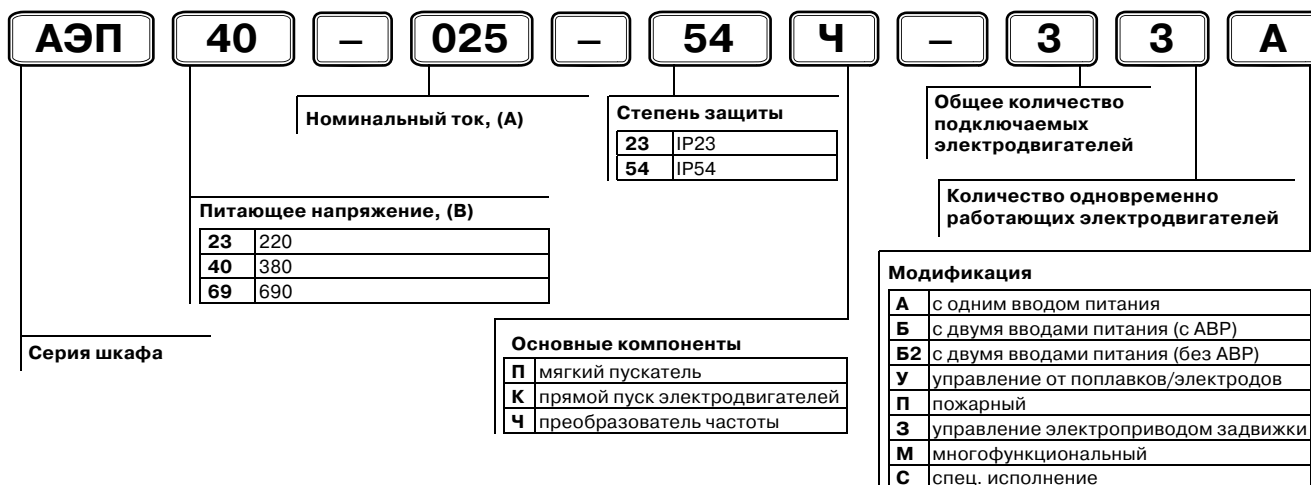 АЭП 40 – 025 – 54 Ч – 3 3 А
Номинальный ток, (А)
Степень защиты
23 IP23
54 IP54
Общее количество
подключаемых
электродвигателей
Количество одновременно
работающих электродвигателей
Питающее напряжение, (В)
23 220
40 380
69 690
Серия шкафа
Основные компоненты
П мягкий пускатель
К прямой пуск электродвигателей
Ч преобразователь частоты
Модификация
А с одним вводом питания
Б с двумя вводами питания (с АВР)
Б2 с двумя вводами питания (без АВР)
У управление от поплавков/электродов
П пожарный
З управление электроприводом задвижки
М многофункциональный
С спец. исполнение